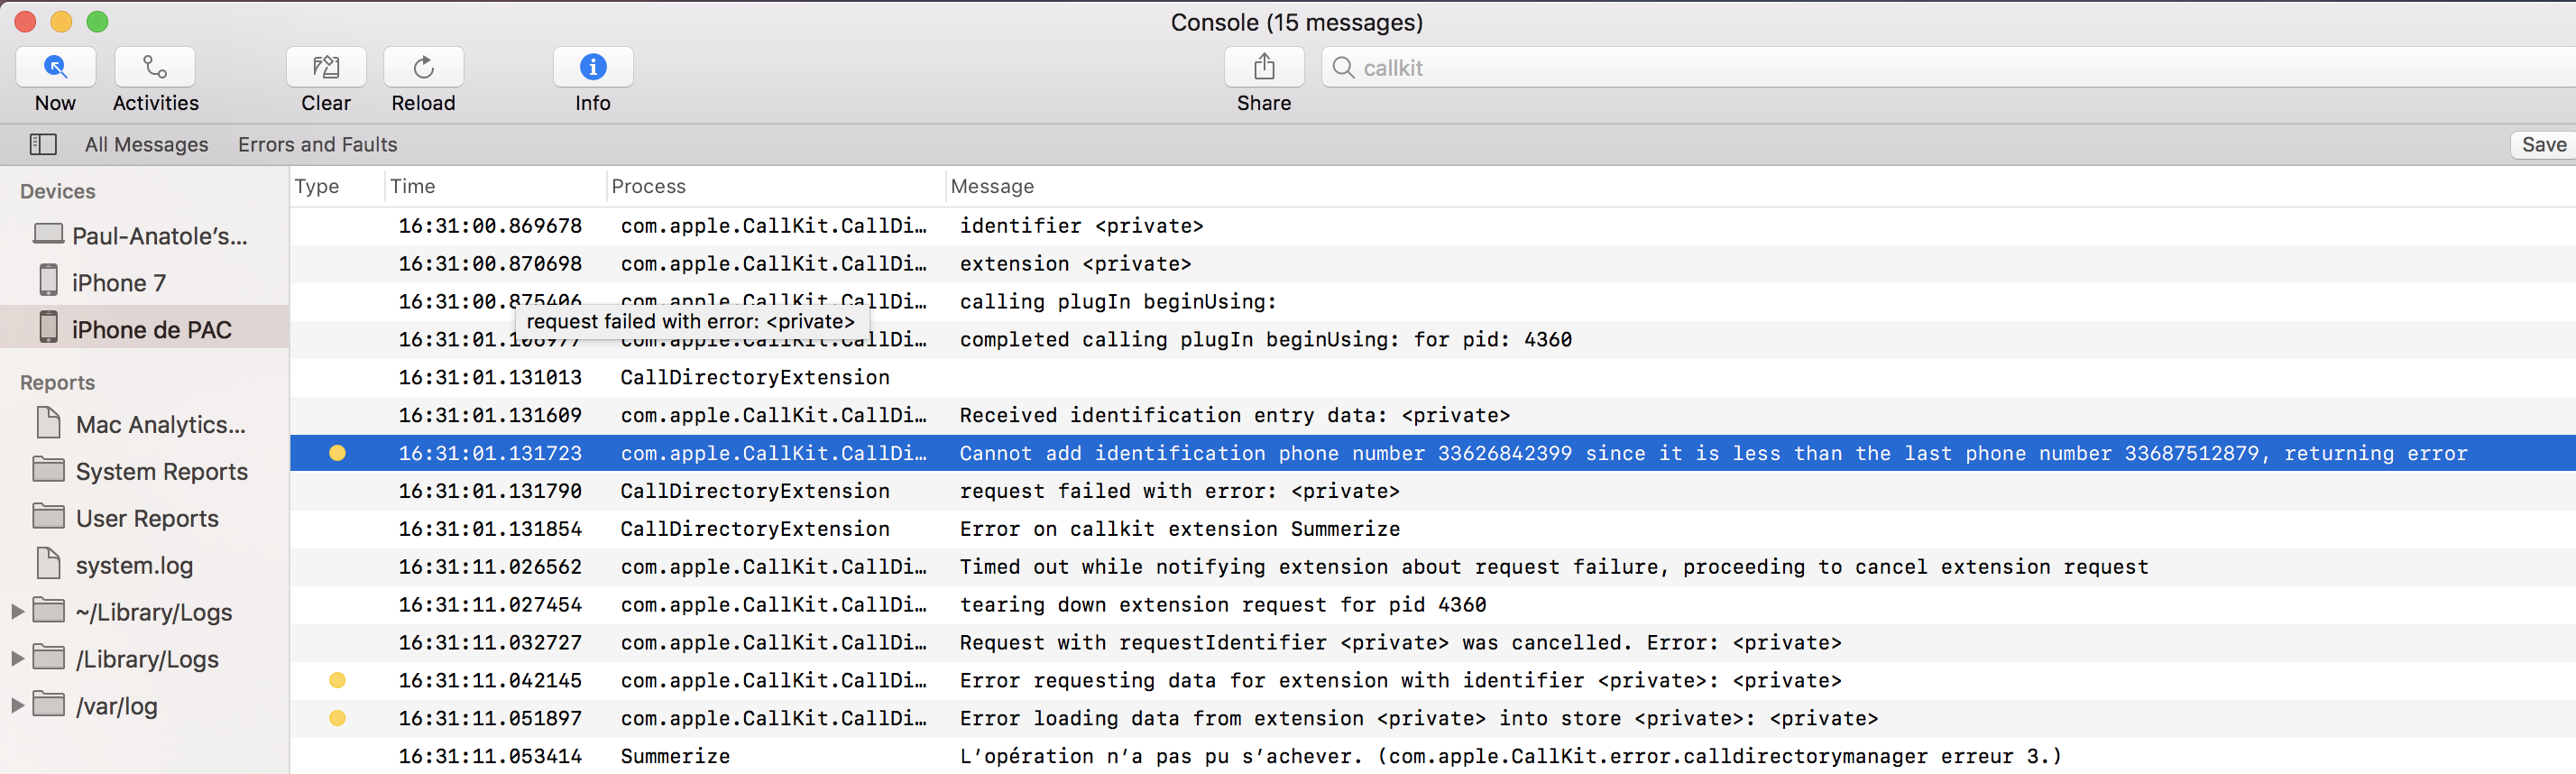 Console (15 messages)
Now Activities Clear Reload Info Share callkit
All Messages Errors and Faults Save
Devices
Paul-Anatole’s…
iPhone 7
iPhone de PAC
Reports
Mac Analytics…
System Reports
User Reports
system.log
~/Library/Logs
/Library/Logs
/var/log
Type Time Process Message
16:31:00.869678 com.apple.CallKit.CallDi… identifier <private>
16:31:00.870698 com.apple.CallKit.CallDi… extension <private>
16:31:00.875406 com.apple.CallKit.CallDi… calling plugIn beginUsing:
request failed with error: <private>
16:31:01.106977 com.apple.CallKit.CallDi… completed calling plugIn beginUsing: for pid: 4360
16:31:01.131013 CallDirectoryExtension
16:31:01.131609 com.apple.CallKit.CallDi… Received identification entry data: <private>
16:31:01.131723 com.apple.CallKit.CallDi… Cannot add identification phone number 33626842399 since it is less than the last phone number 33687512879, returning error
16:31:01.131790 CallDirectoryExtension request failed with error: <private>
16:31:01.131854 CallDirectoryExtension Error on callkit extension Summerize
16:31:11.026562 com.apple.CallKit.CallDi… Timed out while notifying extension about request failure, proceeding to cancel extension request
16:31:11.027454 com.apple.CallKit.CallDi… tearing down extension request for pid 4360
16:31:11.032727 com.apple.CallKit.CallDi… Request with requestIdentifier <private> was cancelled. Error: <private>
16:31:11.042145 com.apple.CallKit.CallDi… Error requesting data for extension with identifier <private>: <private>
16:31:11.051897 com.apple.CallKit.CallDi… Error loading data from extension <private> into store <private>: <private>
16:31:11.053414 Summerize L’opération n’a pas pu s’achever. (com.apple.CallKit.error.calldirectorymanager erreur 3.)